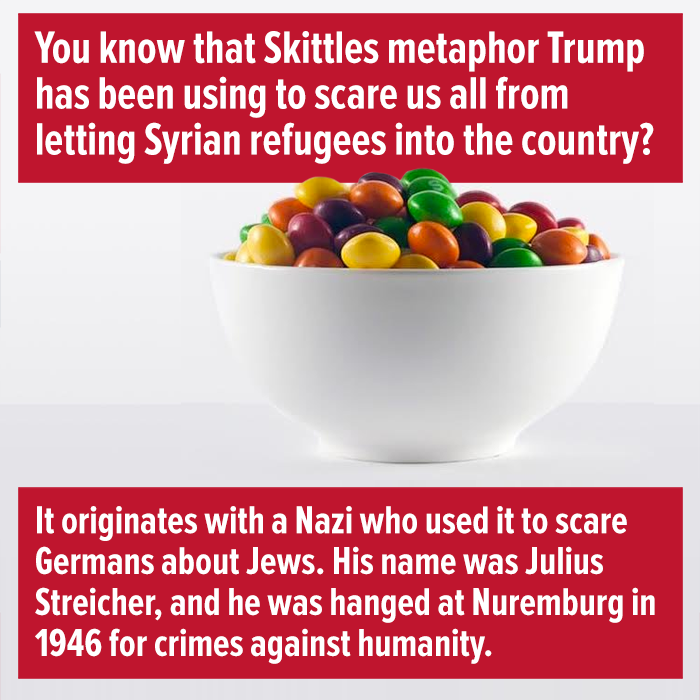 You know that Skittles metaphor Trump
has been using to scare us all from
letting Syrian refugees into the country?
S
It originates with a Nazi who used it to scare
Germans about Jews. His name was Julius
Streicher, and he was hanged at Nuremburg in
1946 for crimes against humanity.